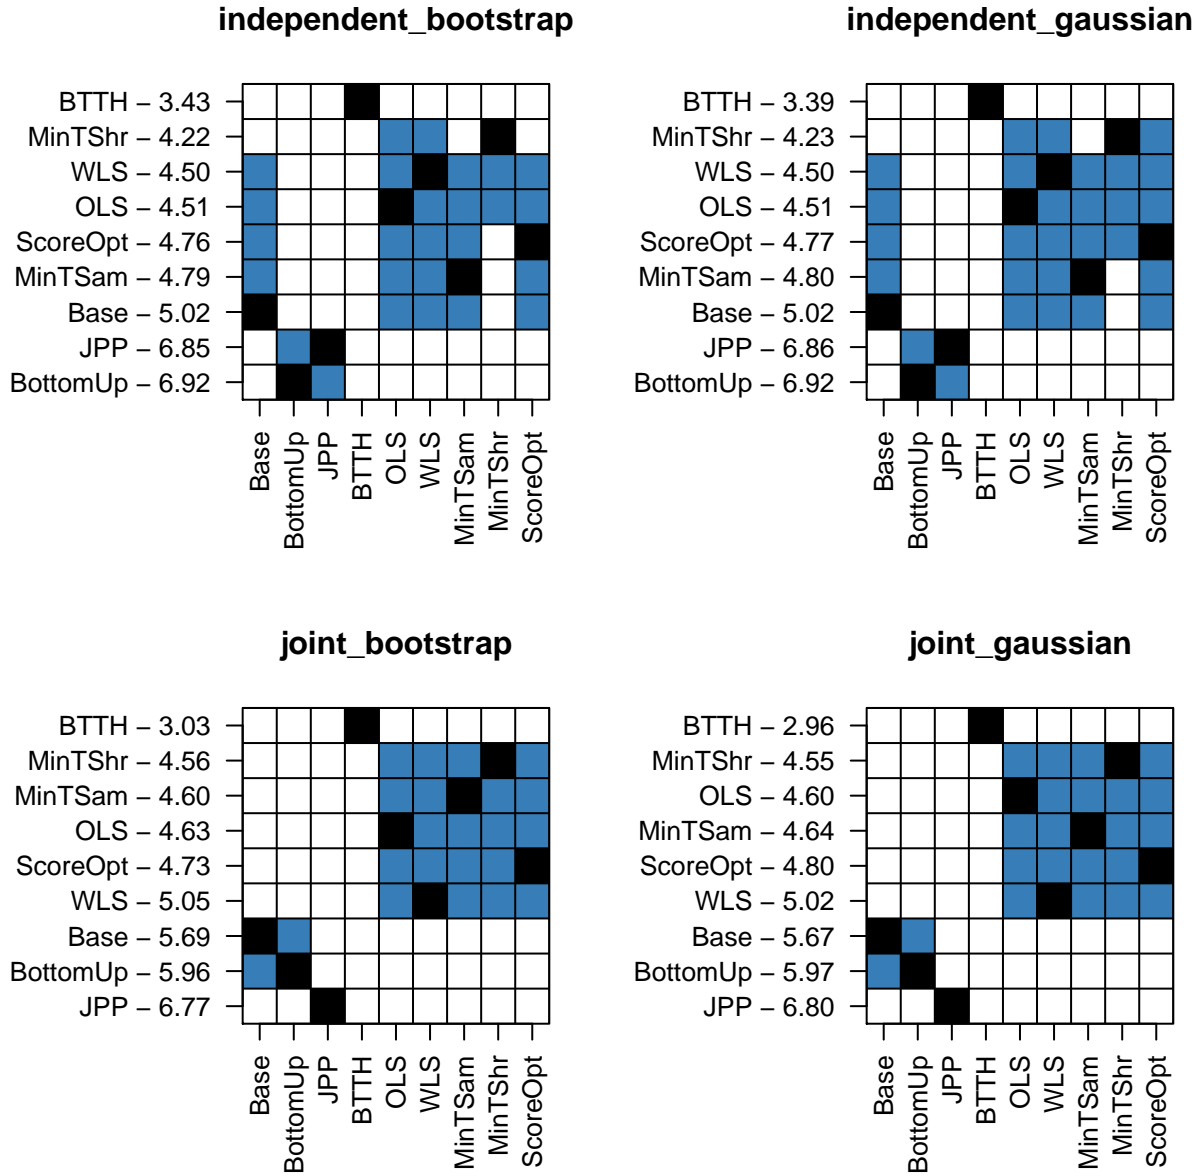 independent_bootstrap
BTTH − 3.43
MinTShr − 4.22
WLS − 4.50
OLS − 4.51
ScoreOpt − 4.76
MinTSam − 4.79
Base − 5.02
JPP − 6.85
BottomUp − 6.92
Base
BottomUp
JPP
BTTH
OLS
WLS
MinTSam
MinTShr
ScoreOpt
independent_gaussian
BTTH − 3.39
MinTShr − 4.23
WLS − 4.50
OLS − 4.51
ScoreOpt − 4.77
MinTSam − 4.80
Base − 5.02
JPP − 6.86
BottomUp − 6.92
Base
BottomUp
JPP
BTTH
OLS
WLS
MinTSam
MinTShr
ScoreOpt
joint_bootstrap
BTTH − 3.03
MinTShr − 4.56
MinTSam − 4.60
OLS − 4.63
ScoreOpt − 4.73
WLS − 5.05
Base − 5.69
BottomUp − 5.96
JPP − 6.77
Base
BottomUp
JPP
BTTH
OLS
WLS
MinTSam
MinTShr
ScoreOpt
joint_gaussian
BTTH − 2.96
MinTShr − 4.55
OLS − 4.60
MinTSam − 4.64
ScoreOpt − 4.80
WLS − 5.02
Base − 5.67
BottomUp − 5.97
JPP − 6.80
Base
BottomUp
JPP
BTTH
OLS
WLS
MinTSam
MinTShr
ScoreOpt